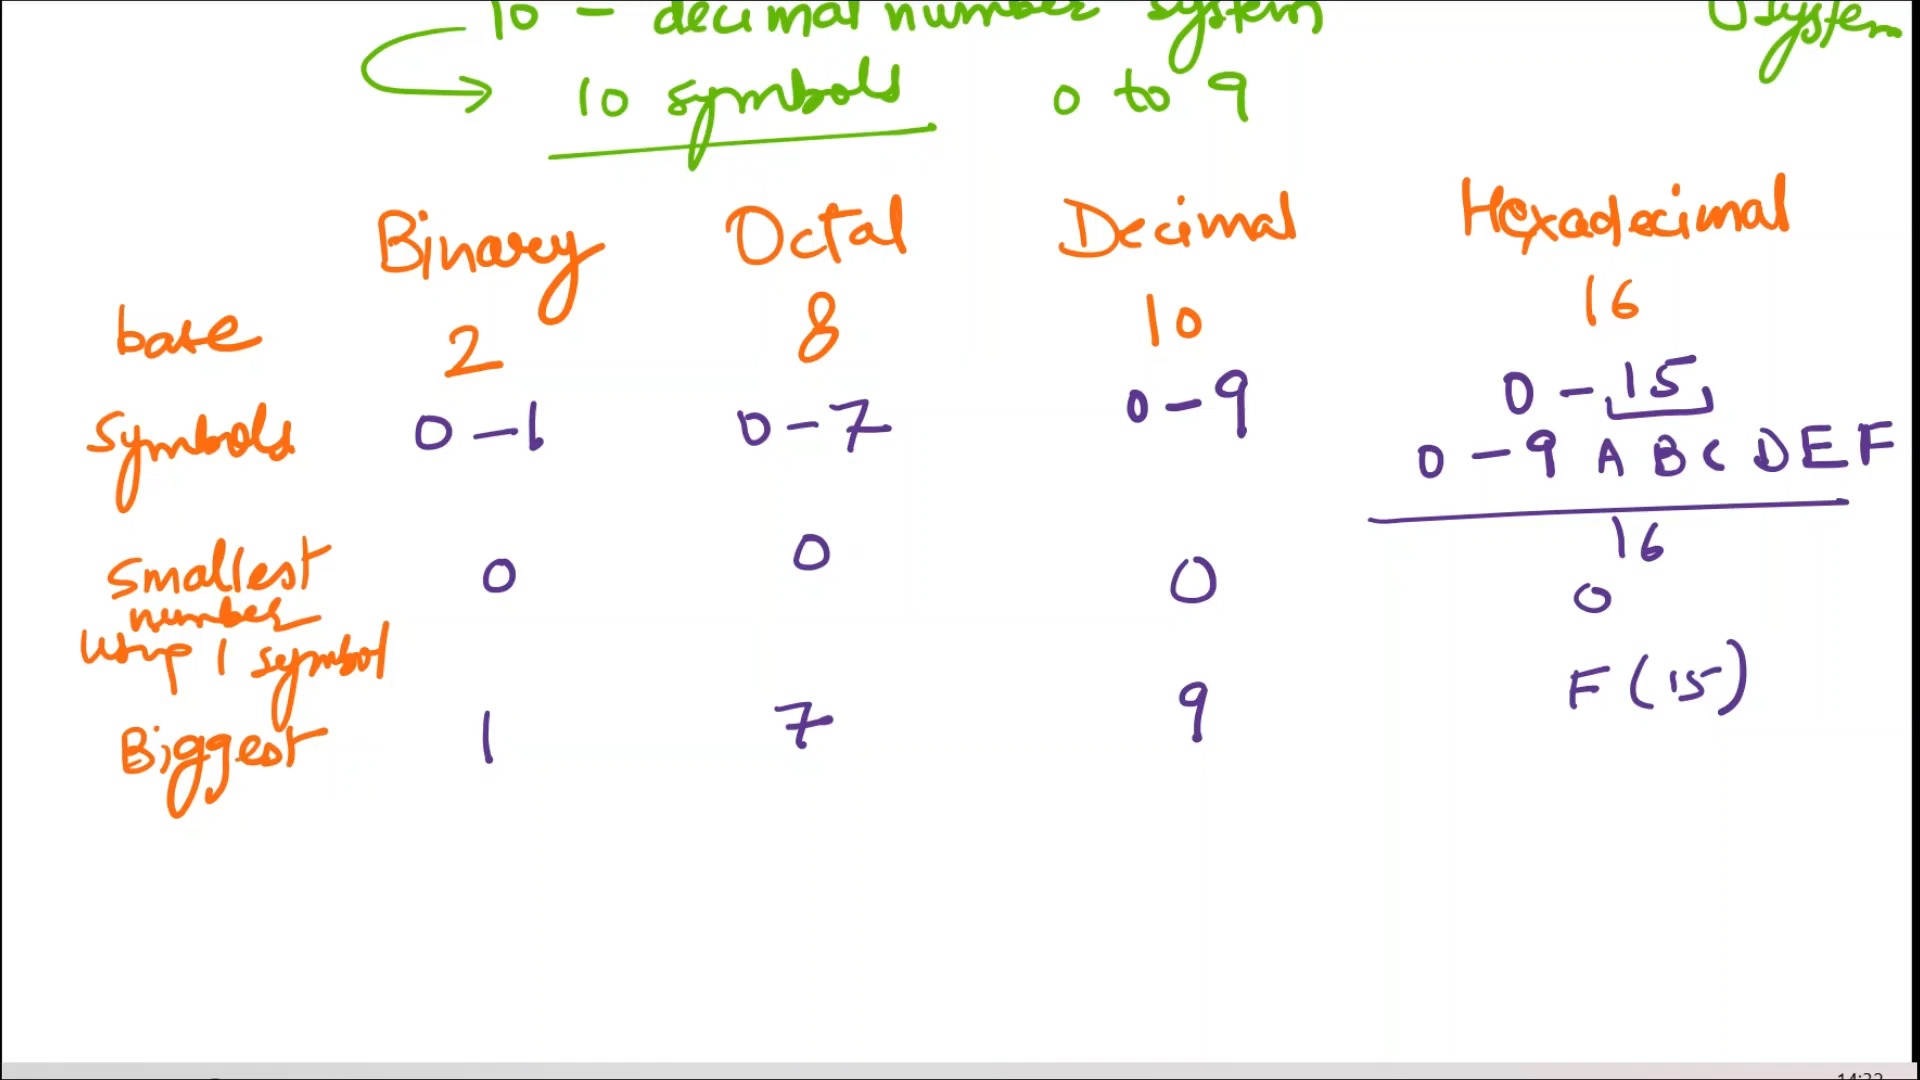 10 - decimal number system
system
10 symbols 0 to 9
Binary Octal Decimal Hexadecimal
base 2 8 10 16
Symbols 0-1 0-7 0-9 0-15
0-9 A B C D E F
16
Smallest number using 1 symbol 0 0 0 0
Biggest 1 7 9 F (15)